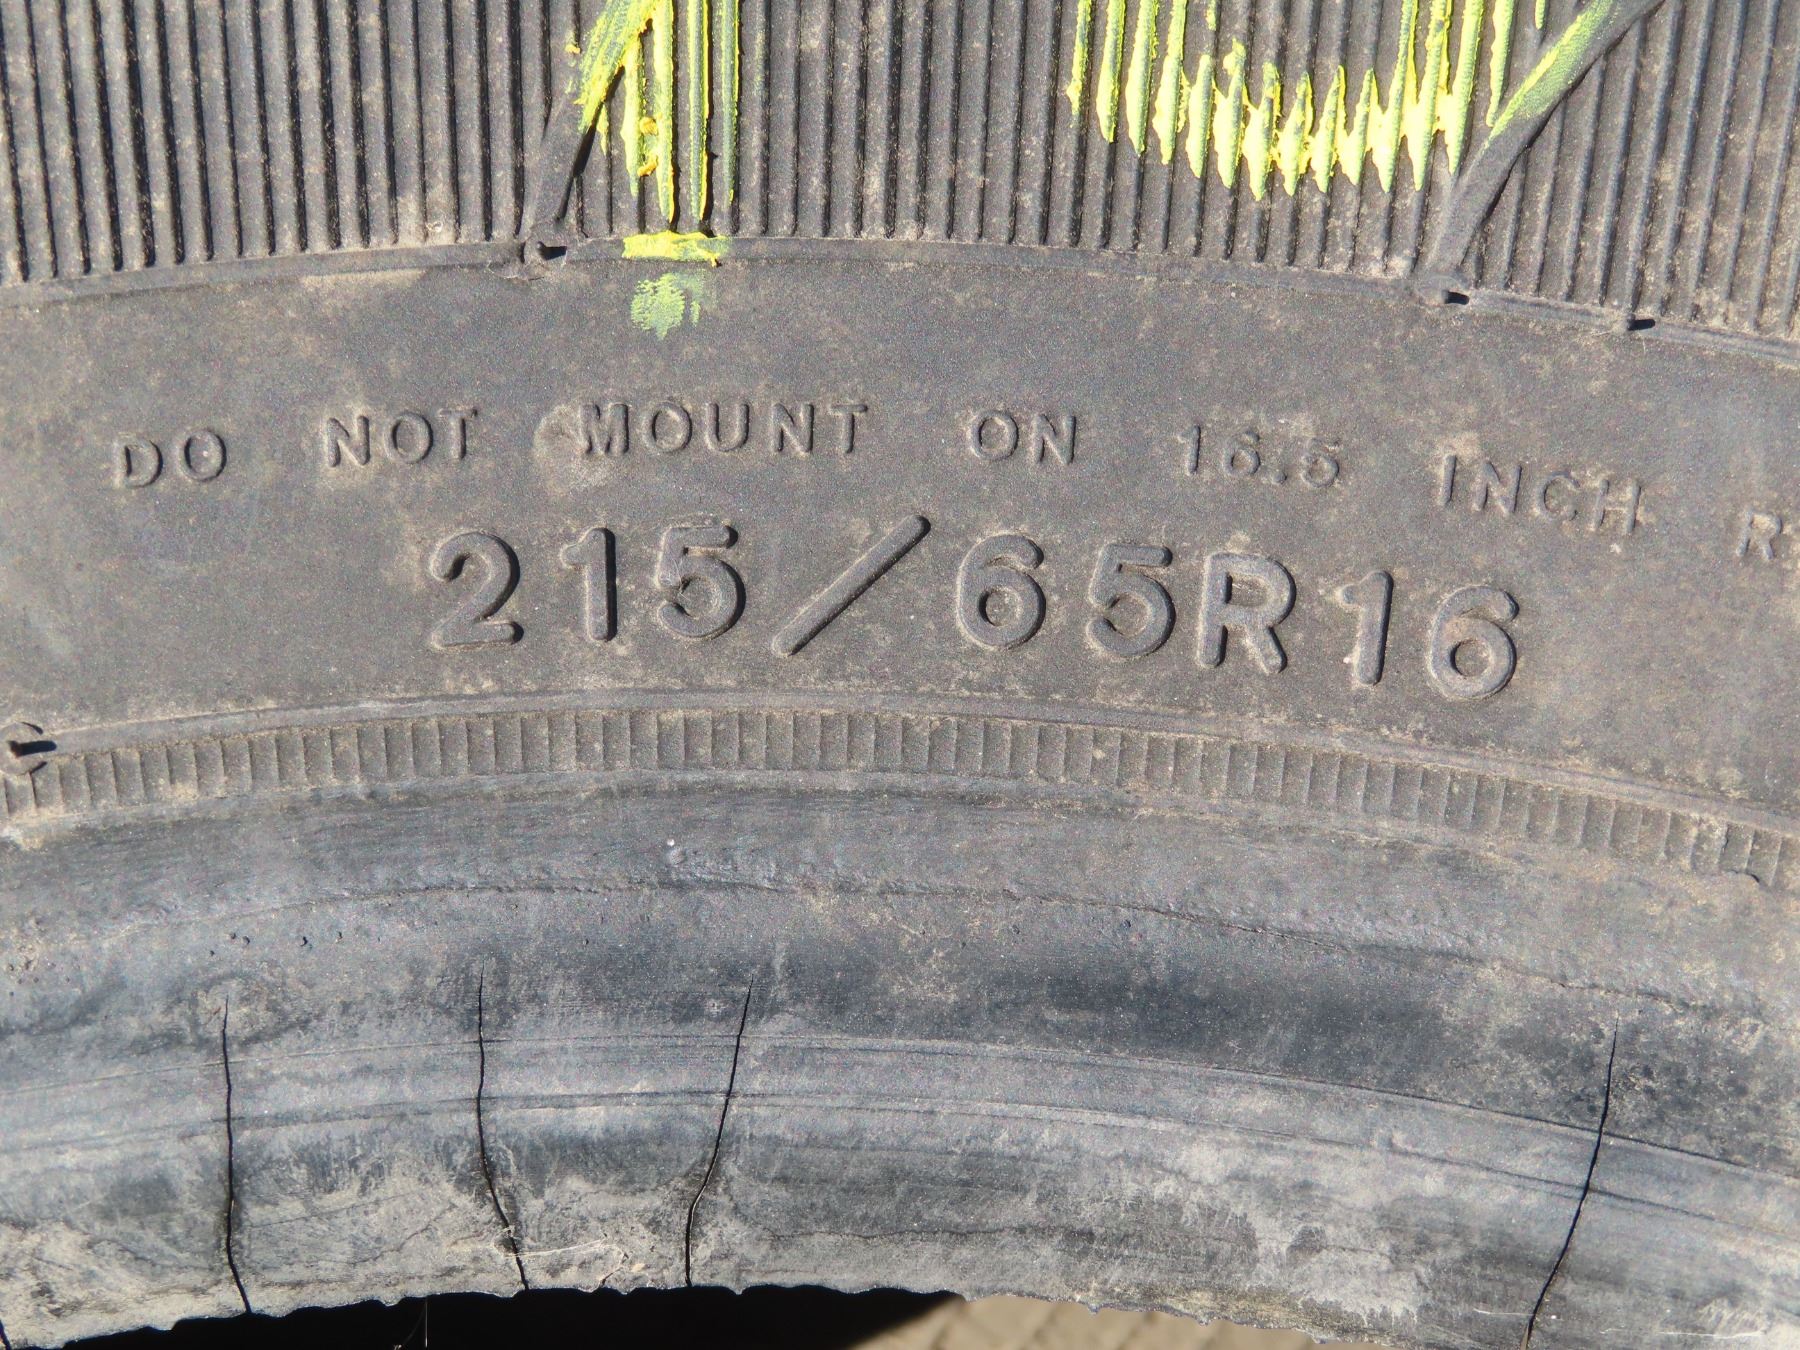 DO NOT MOUNT ON 16.5 INCH R
215/65R16